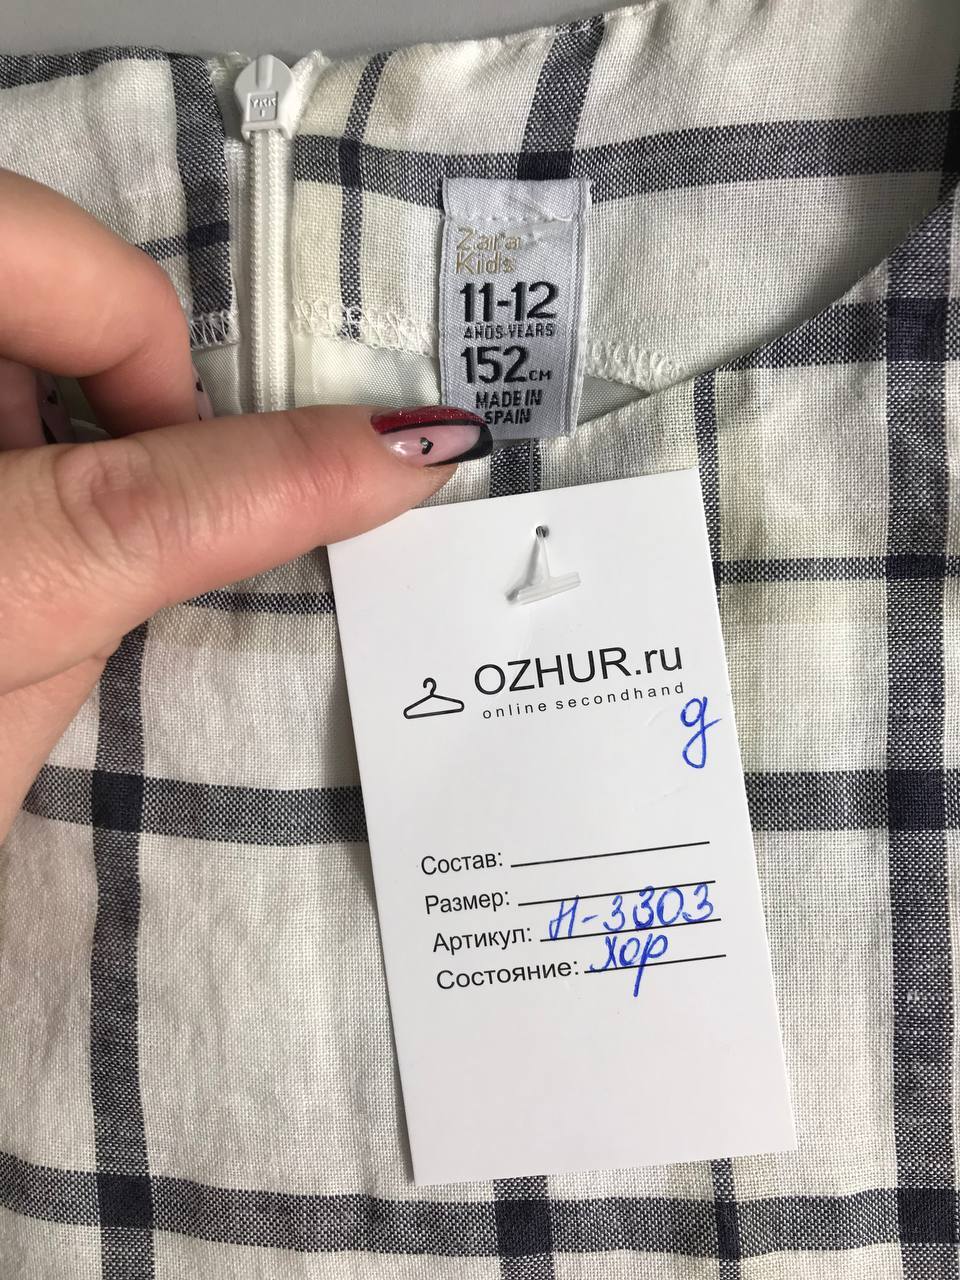 YKK
Zara
Kids
11-12
AÑOS-YEARS
152CM
MADE IN
SPAIN
OZHUR.ru
online secondhand
д
Состав:
Размер:
Артикул: Н-3303
Состояние: хор